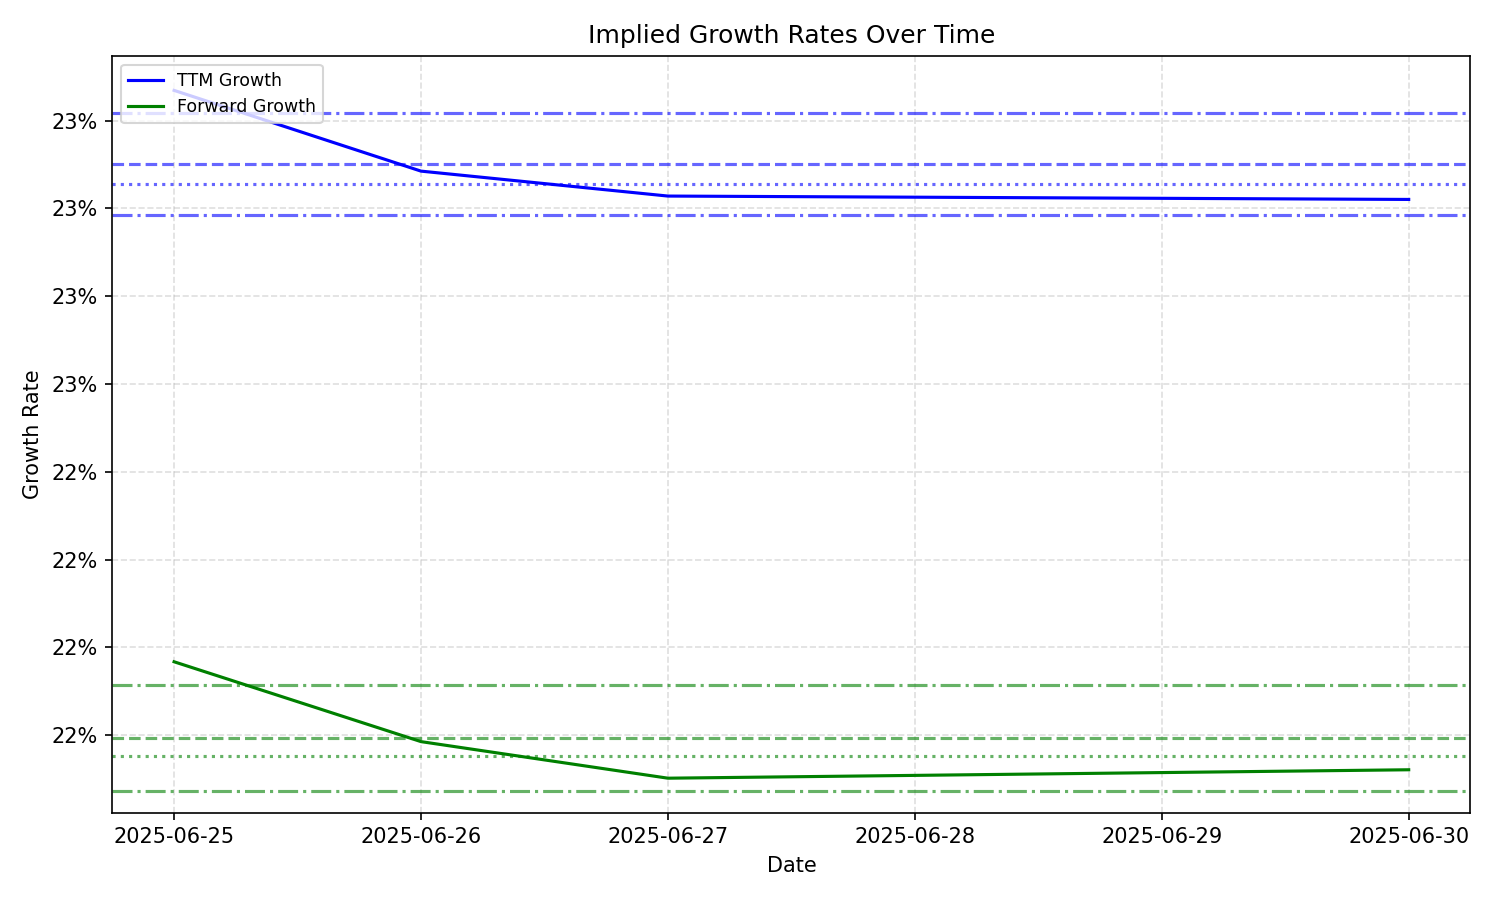 Implied Growth Rates Over Time
TTM Growth
Forward Growth
23%
23%
23%
23%
22%
22%
22%
22%
Growth Rate
2025-06-25
2025-06-26
2025-06-27
2025-06-28
2025-06-29
2025-06-30
Date